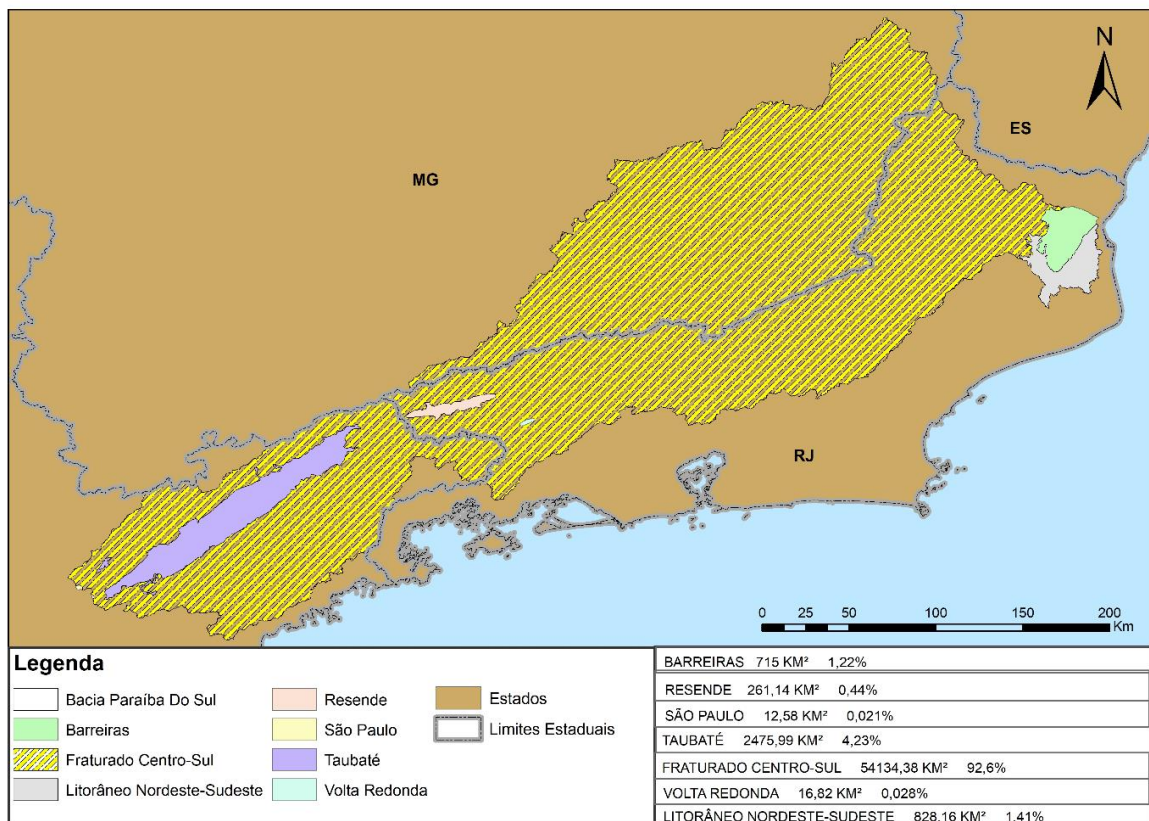 N
ES
MG
RJ
0 25 50 100 150 200
Km
Legenda
Bacia Paraíba Do Sul
Barreiras
Fraturado Centro-Sul
Litorâneo Nordeste-Sudeste
Resende
São Paulo
Taubaté
Volta Redonda
Estados
Limites Estaduais
BARREIRAS 715 KM² 1,22%
RESENDE 261,14 KM² 0,44%
SÃO PAULO 12,58 KM² 0,021%
TAUBATÉ 2475,99 KM² 4,23%
FRATURADO CENTRO-SUL 54134,38 KM² 92,6%
VOLTA REDONDA 16,82 KM² 0,028%
LITORÂNEO NORDESTE-SUDESTE 828,16 KM² 1,41%